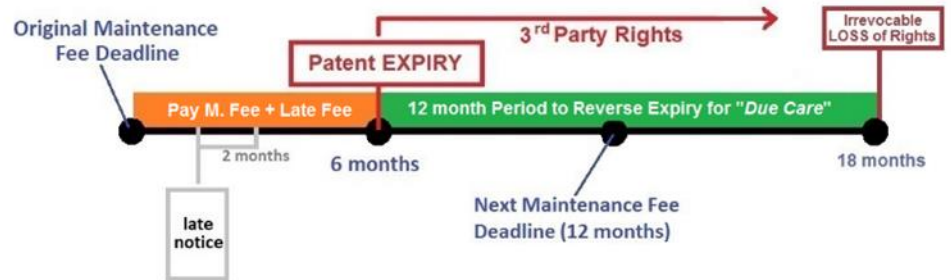 Original Maintenance
Fee Deadline
3rd Party Rights
Irrevocable
LOSS of Rights
Patent EXPIRY
Pay M. Fee + Late Fee
12 month Period to Reverse Expiry for "Due Care"
2 months
6 months
18 months
late
notice
Next Maintenance Fee
Deadline (12 months)